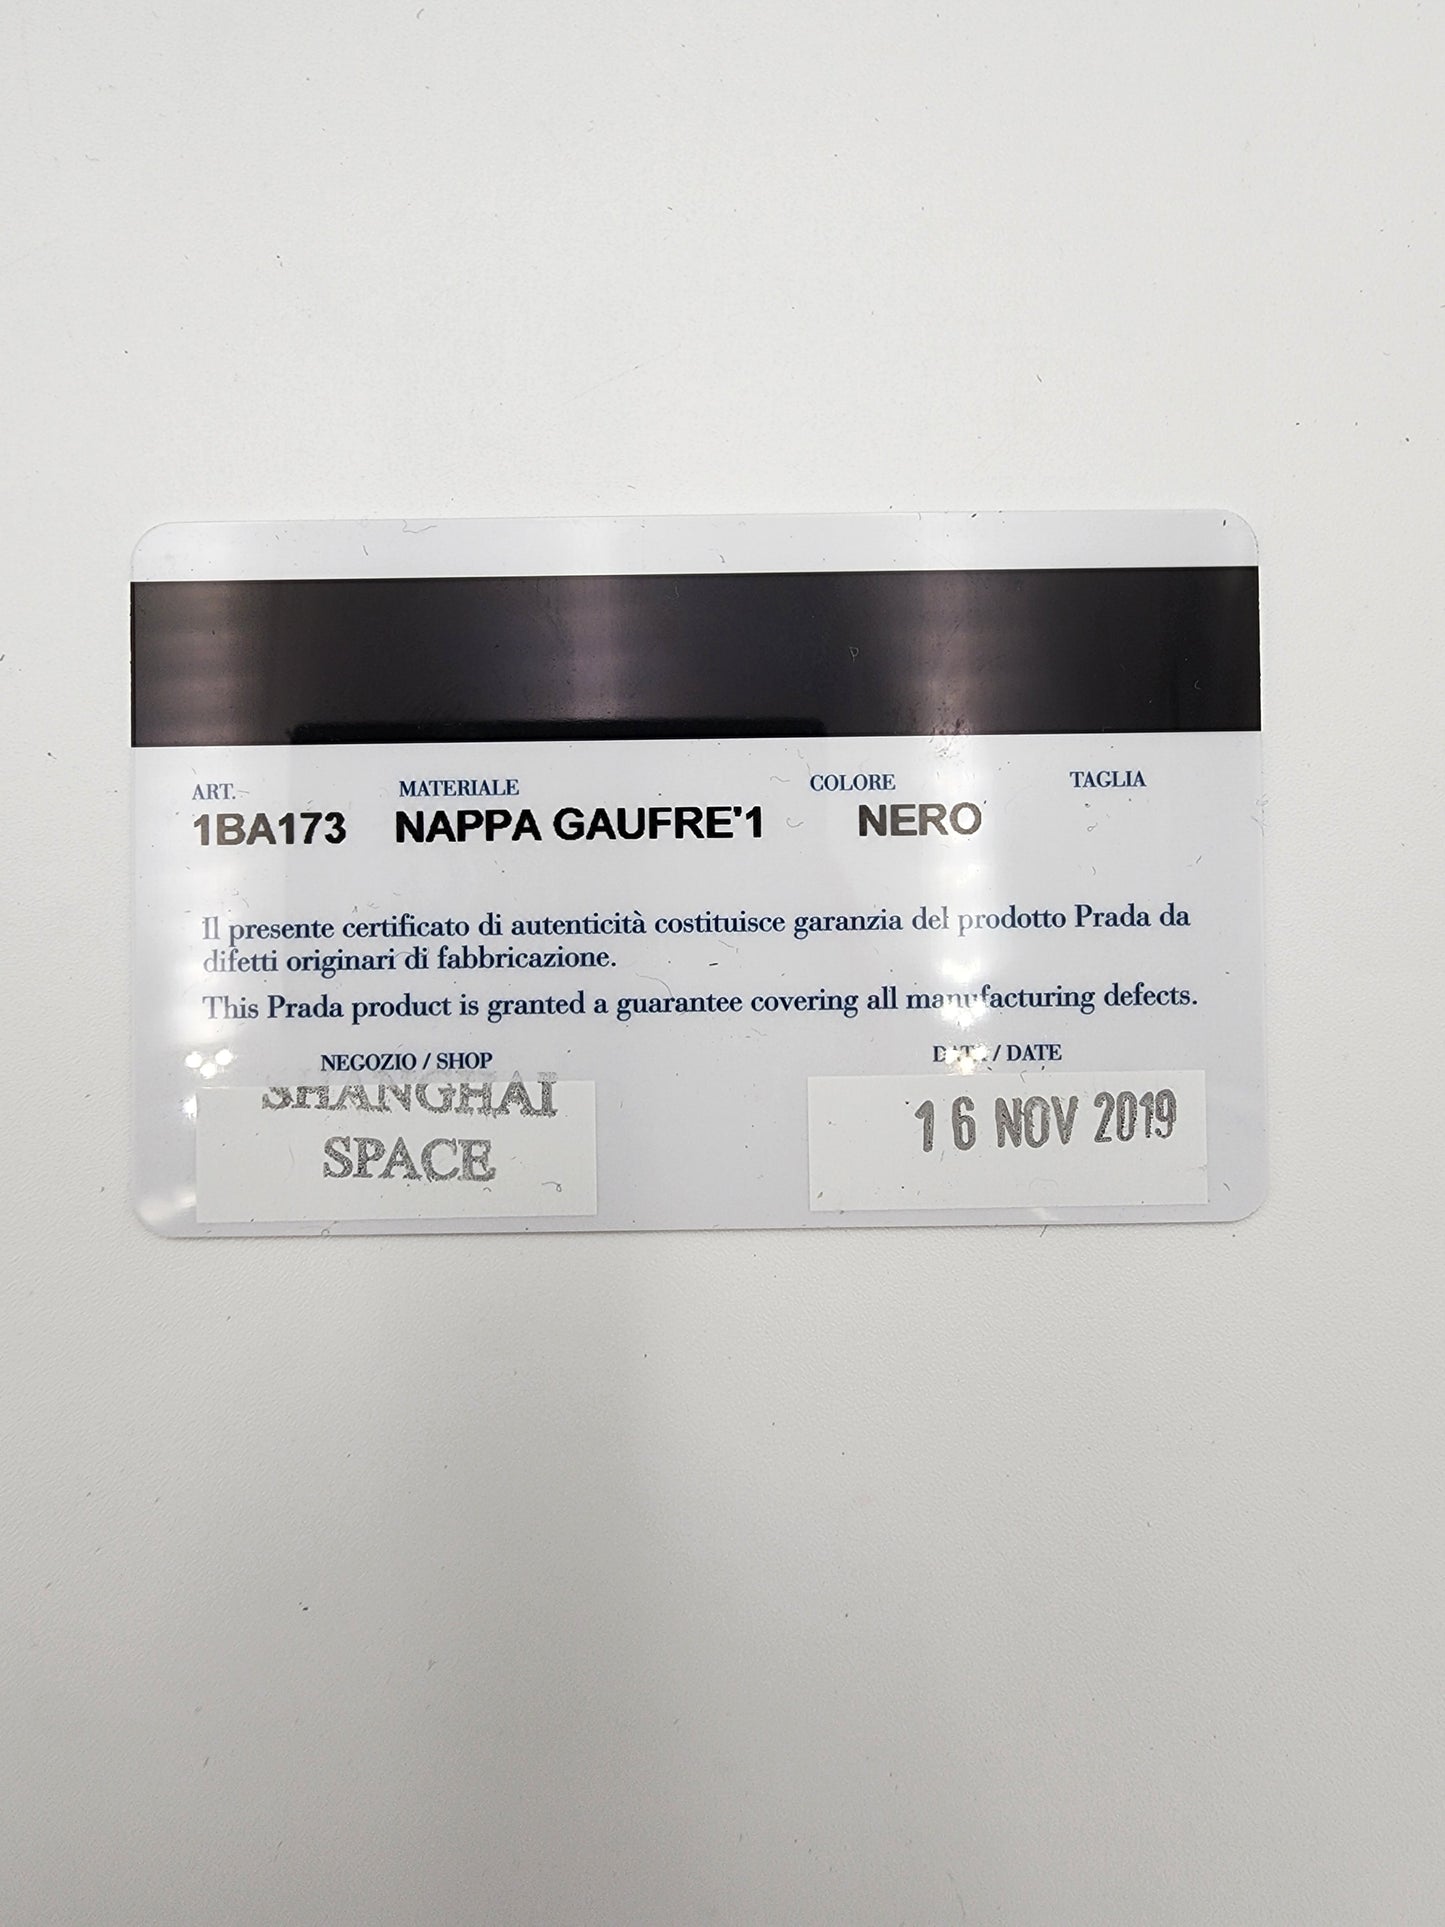 ART. MATERIALE COLORE TAGLIA
1BA173 NAPPA GAUFRE'1 NERO
Il presente certificato di autenticità costituisce garanzia del prodotto Prada da
difetti originari di fabbricazione.
This Prada product is granted a guarantee covering all manufacturing defects.
NEGOZIO / SHOP DATA / DATE
SHANGHAI
SPACE
16 NOV 2019